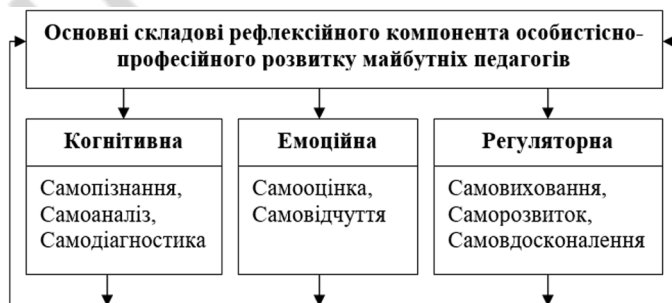 Основні складові рефлексійного компонента особистісно-
професійного розвитку майбутніх педагогів
Когнітивна
Самопізнання,
Самоаналіз,
Самодіагностика
Емоційна
Самооцінка,
Самовідчуття
Регуляторна
Самовиховання,
Саморозвиток,
Самовдосконалення